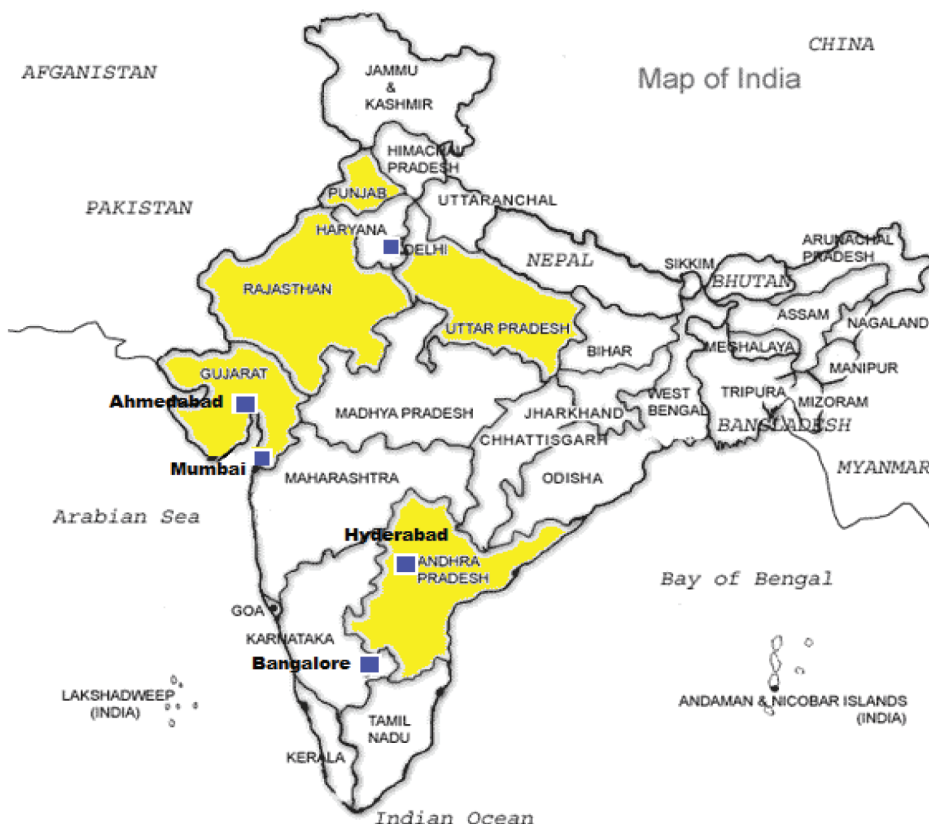 CHINA
AFGANISTAN
Map of India
JAMMU
&
KASHMIR
HIMACHAL
PRADESH
PUNJAB
UTTARANCHAL
PAKISTAN
HARYANA
DELHI
ARUNACHAL
PRADESH
NEPAL
SIKKIM
BHUTAN
RAJASTHAN
ASSAM
NAGALAND
UTTAR PRADESH
MESHALAYA
BIHAR
MANIPUR
GUJARAT
TRIPURA
MIZORAM
WEST
BENGAL
Ahmedabad
MADHYA PRADESH
JHARKHAND
BANGLADESH
CHHATTISGARH
Mumbai
MAHARASHTRA
ODISHA
MYANMAR
Arabian Sea
Hyderabad
ANDHRA
PRADESH
Bay of Bengal
GOA
KARNATAKA
Bangalore
LAKSHADWEEP
(INDIA)
ANDAMAN & NICOBAR ISLANDS
(INDIA)
TAMIL
NADU
KERALA
Indian Ocean